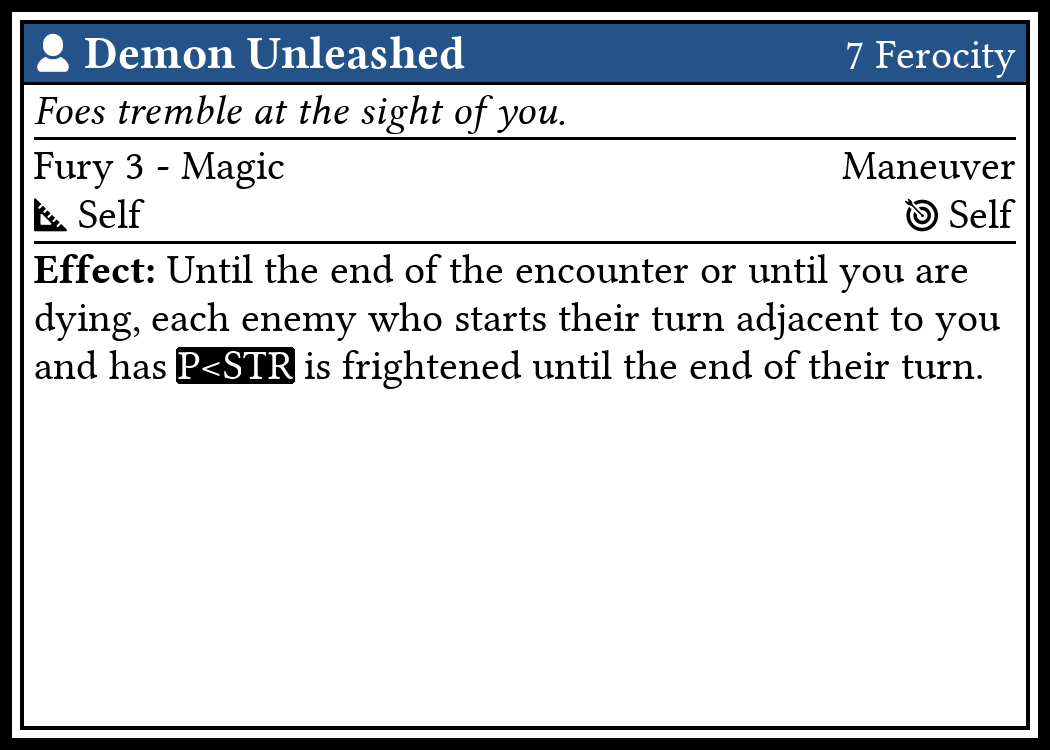 Demon Unleashed 7 Ferocity
Foes tremble at the sight of you.
Fury 3 - Magic Maneuver
Self Self
Effect: Until the end of the encounter or until you are
dying, each enemy who starts their turn adjacent to you
and has P<STR is frightened until the end of their turn.